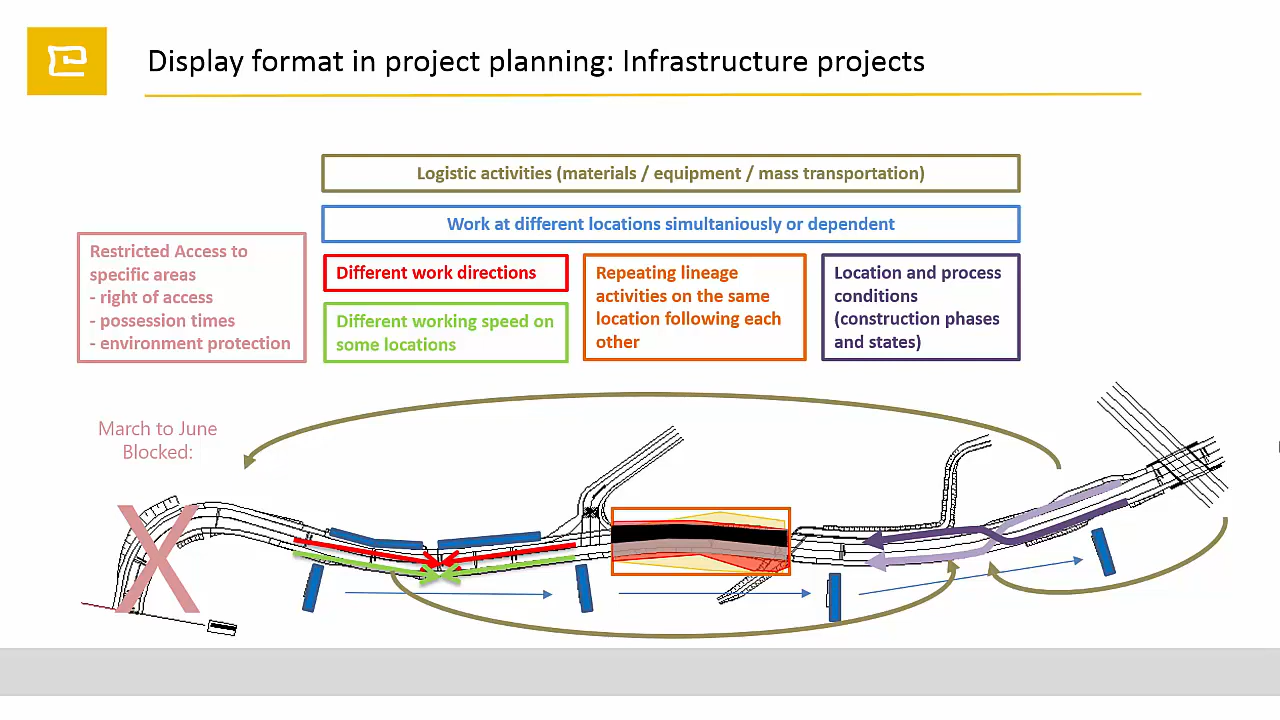 Display format in project planning: Infrastructure projects
Logistic activities (materials / equipment / mass transportation)
Work at different locations simultaniously or dependent
Restricted Access to
specific areas
- right of access
- possession times
- environment protection
Different work directions
Different working speed on
some locations
Repeating lineage
activities on the same
location following each
other
Location and process
conditions
(construction phases
and states)
March to June
Blocked:
X